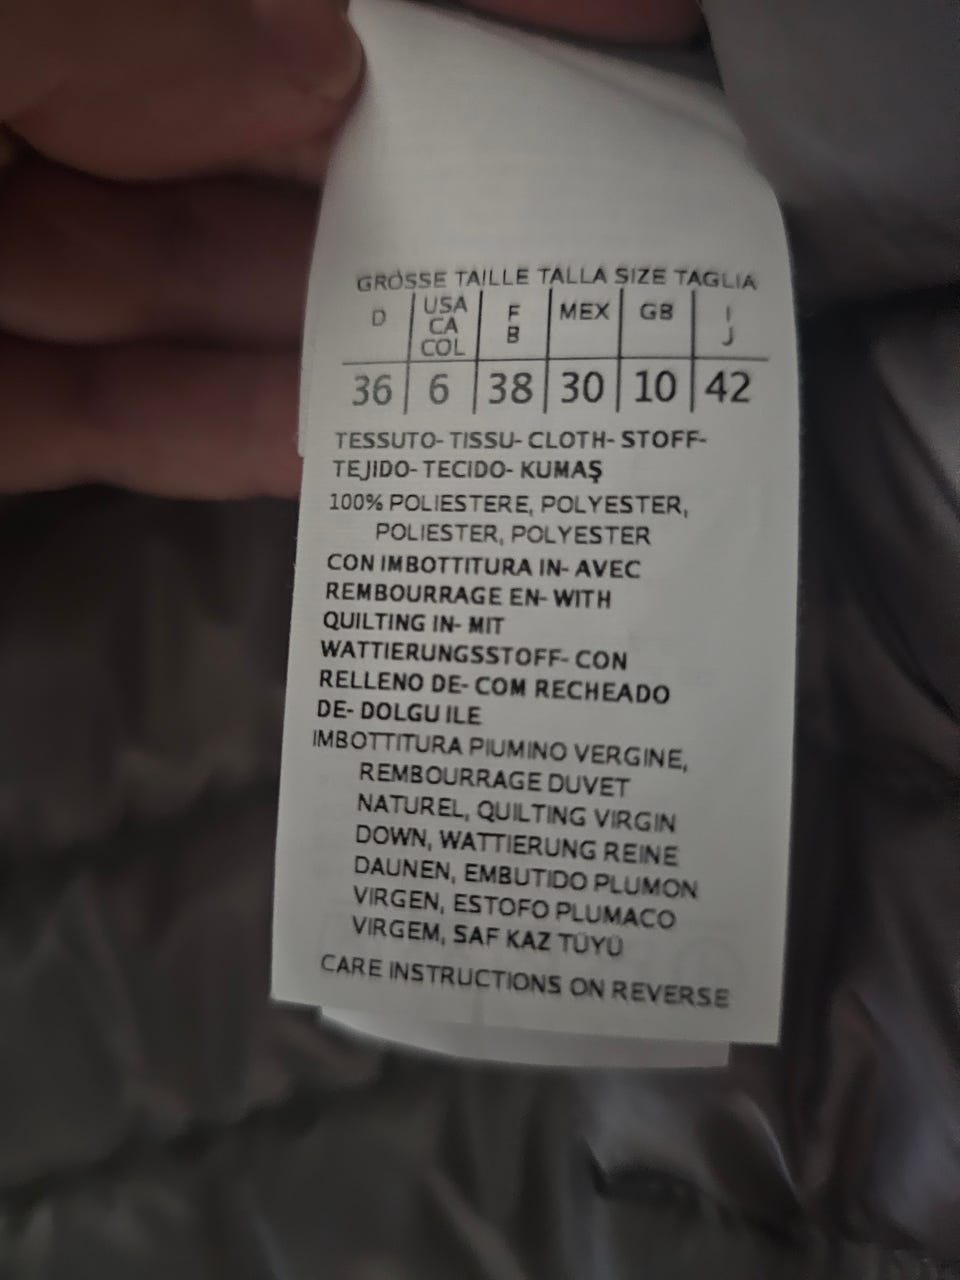 GRÖSSE TAILLE TALLA SIZE TAGLIA
D | USA CA COL | F B | MEX | GB | I J
36 | 6 | 38 | 30 | 10 | 42
TESSUTO- TISSU- CLOTH- STOFF-
TEJIDO- TECIDO- KUMAŞ
100% POLIESTERE, POLYESTER,
POLIESTER, POLYESTER
CON IMBOTTITURA IN- AVEC
REMBOURRAGE EN- WITH
QUILTING IN- MIT
WATTIERUNGSSTOFF- CON
RELLENO DE- COM RECHEADO
DE- DOLGU ILE
IMBOTTITURA PIUMINO VERGINE,
REMBOURRAGE DUVET
NATUREL, QUILTING VIRGIN
DOWN, WATTIERUNG REINE
DAUNEN, EMBUTIDO PLUMON
VIRGEN, ESTOFO PLUMACO
VIRGEM, SAF KAZ TÜYÜ
CARE INSTRUCTIONS ON REVERSE